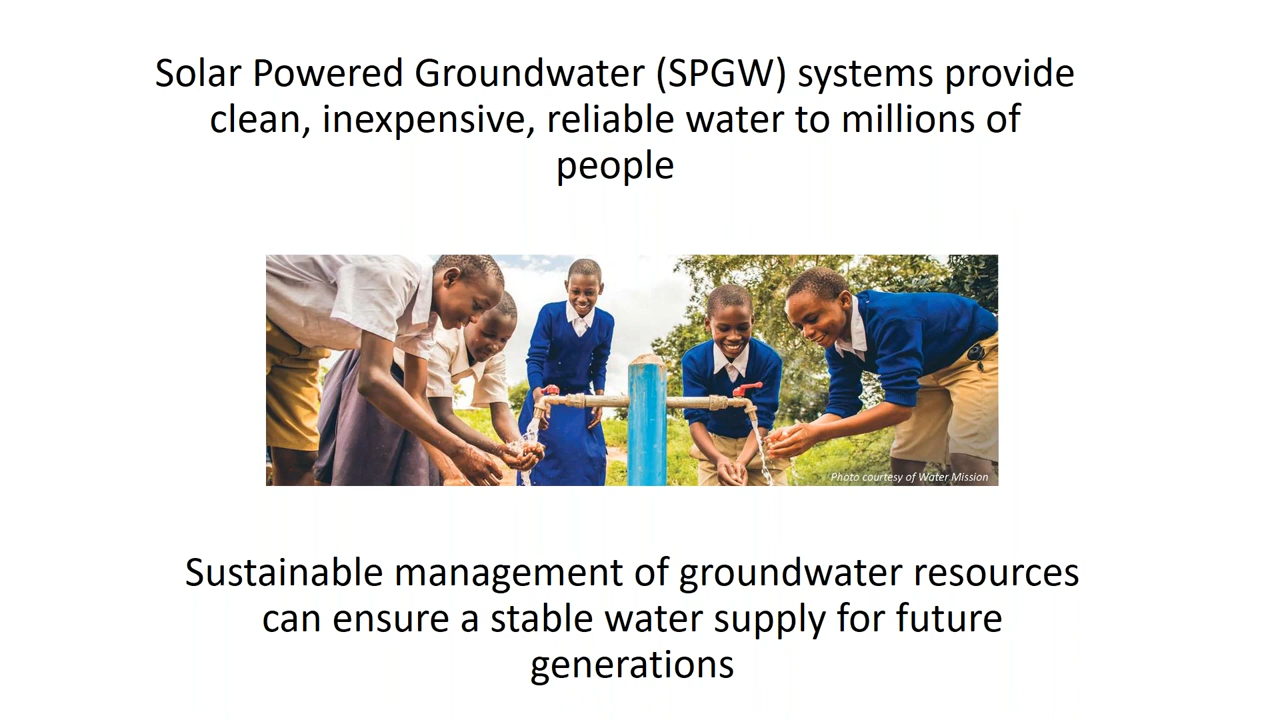 Solar Powered Groundwater (SPGW) systems provide
clean, inexpensive, reliable water to millions of
people
Photo courtesy of Water Mission
Sustainable management of groundwater resources
can ensure a stable water supply for future
generations